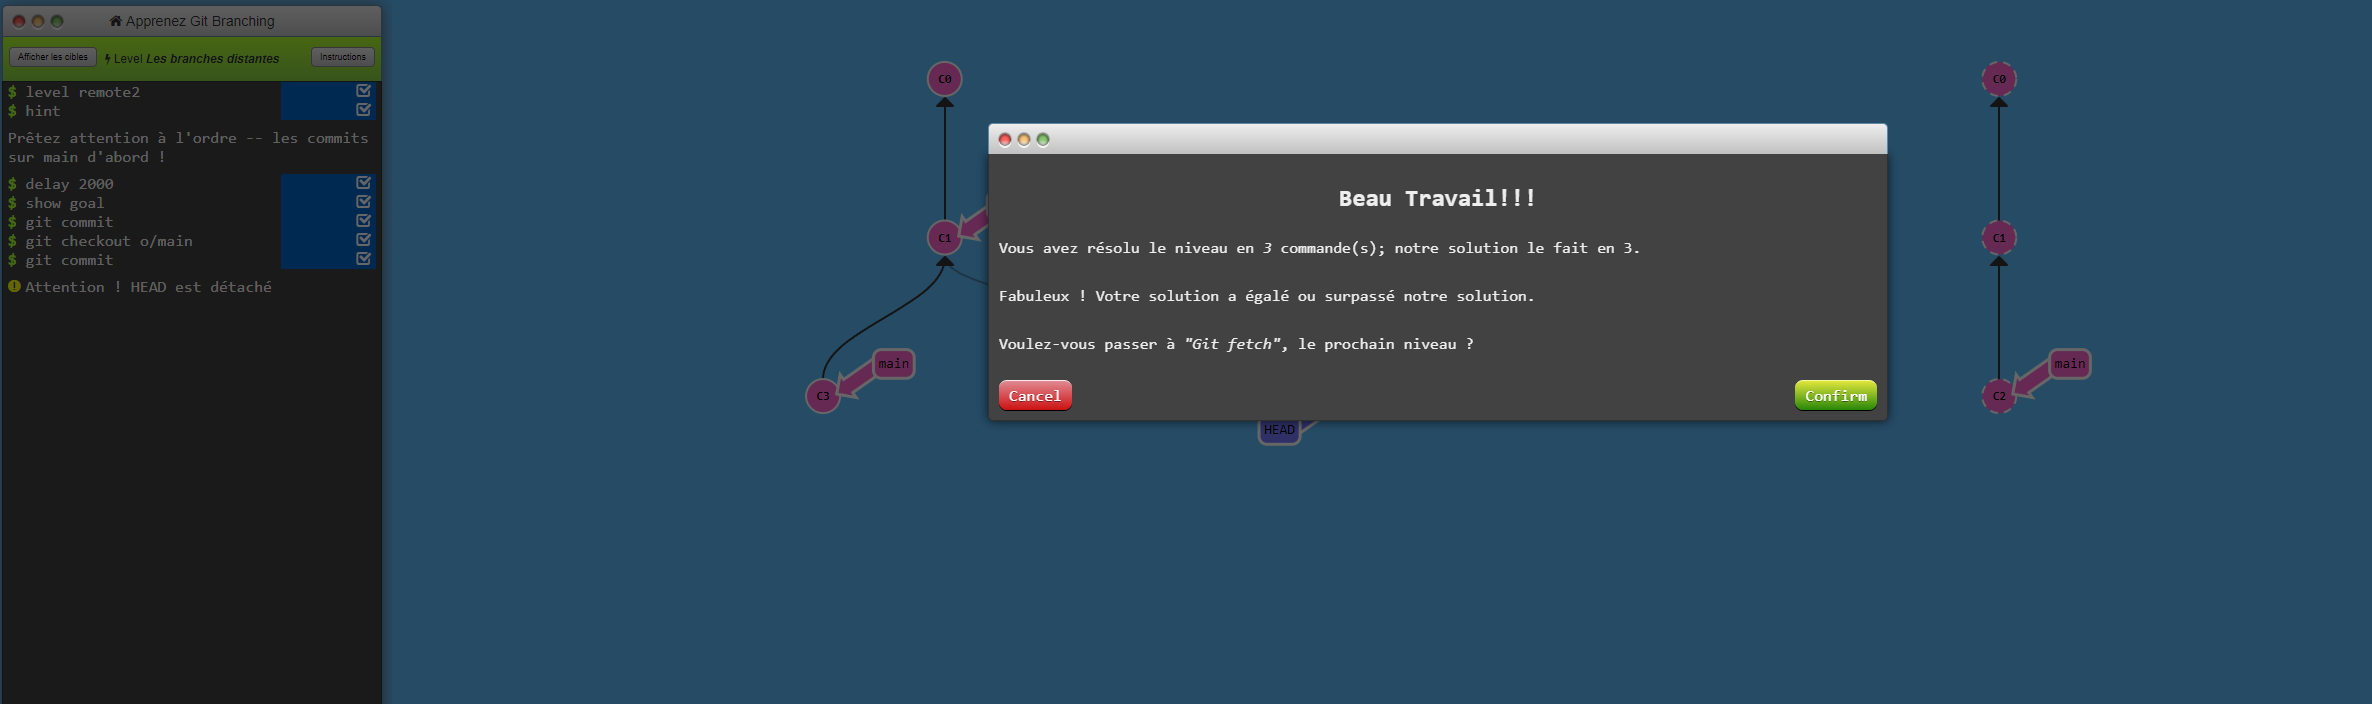 Apprenez Git Branching
Afficher les cibles
Level Les branches distantes
Instructions
$ level remote2
$ hint
Prêtez attention à l'ordre -- les commits
sur main d'abord !
$ delay 2000
$ show goal
$ git commit
$ git checkout o/main
$ git commit
Attention ! HEAD est détaché
C0
C1
C3
main
HEAD
Beau Travail!!!
Vous avez résolu le niveau en 3 commande(s); notre solution le fait en 3.
Fabuleux ! Votre solution a égalé ou surpassé notre solution.
Voulez-vous passer à "Git fetch", le prochain niveau ?
Cancel
Confirm
C0
C1
main
C2